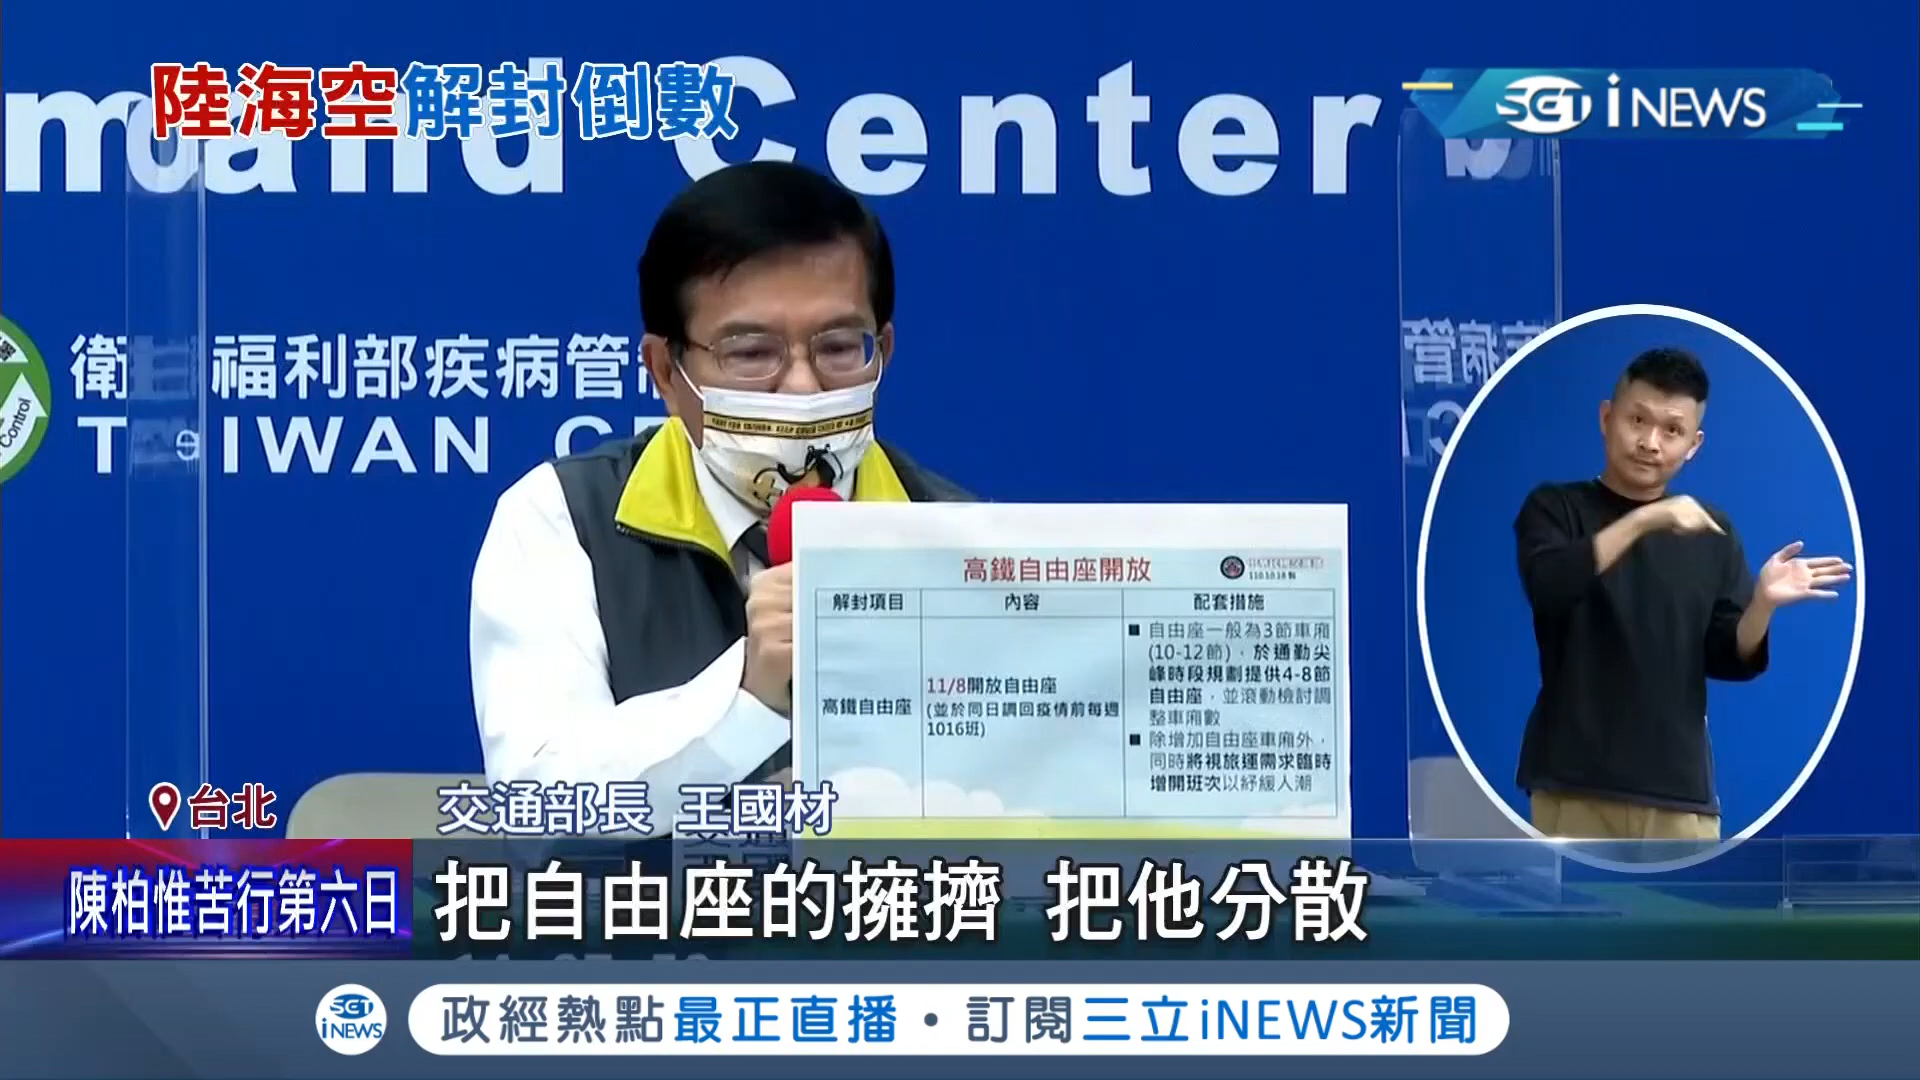 陸海空解封倒數
SET iNEWS
mmand Center
衛 福利部疾病管制
TAIWAN CE
Control
高鐵自由座開放
110.10.18 製
解封項目
內容
配套措施
高鐵自由座
11/8開放自由座
(並於同日調回疫情前每週
1016班)
■ 自由座一般為3節車廂
(10-12節)，於通勤尖
峰時段規劃提供4-8節
自由座，並滾動檢討調
整車廂數
■ 除增加自由座車廂外，
同時將視旅運需求臨時
增開班次以紓緩人潮
台北
交通部長 王國材
陳柏惟苦行第六日
把自由座的擁擠 把他分散
SET iNEWS
政經熱點最正直播・訂閱三立iNEWS新聞